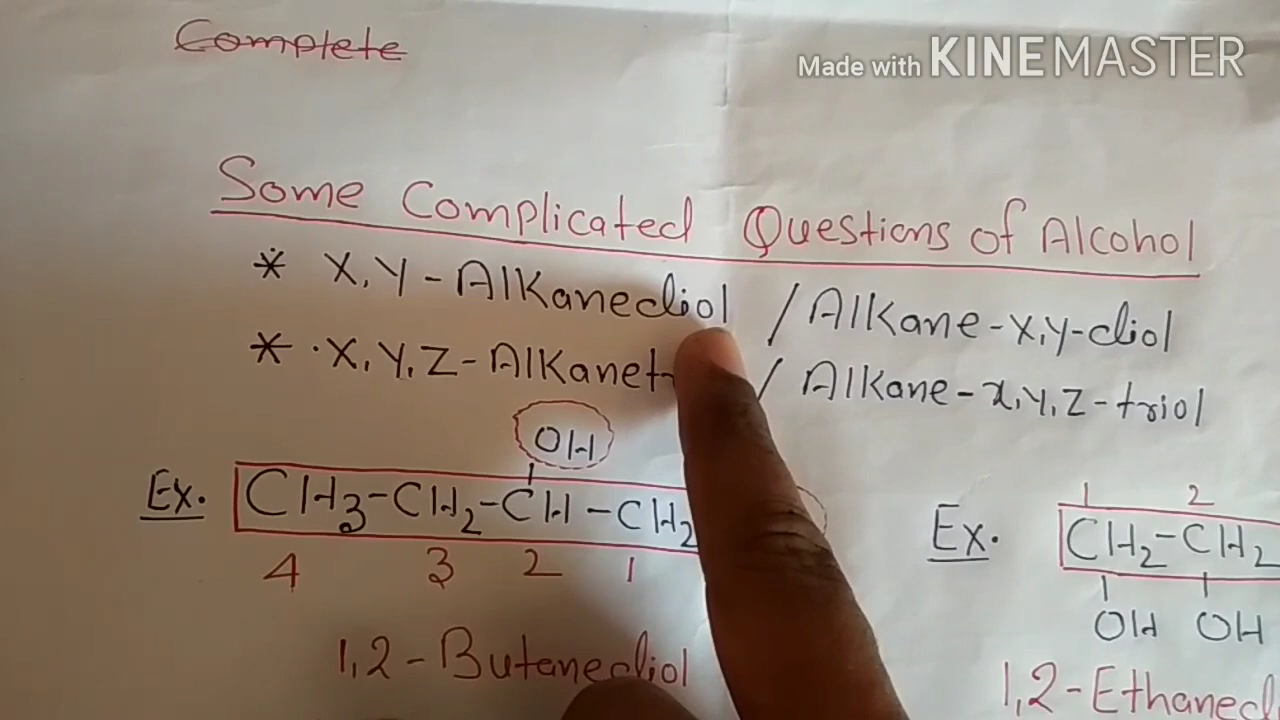 Complete
Made with KINEMASTER
Some Complicated Questions of Alcohol
* X,Y-Alkanediol / Alkane-x,y-diol
* X,Y,Z-Alkanet / Alkane-x,y,z-triol
OH
Ex. CH3-CH2-CH-CH2
4 3 2 1
1,2-Butanediol
1 2
Ex. CH2-CH2
OH OH
1,2-Ethaned